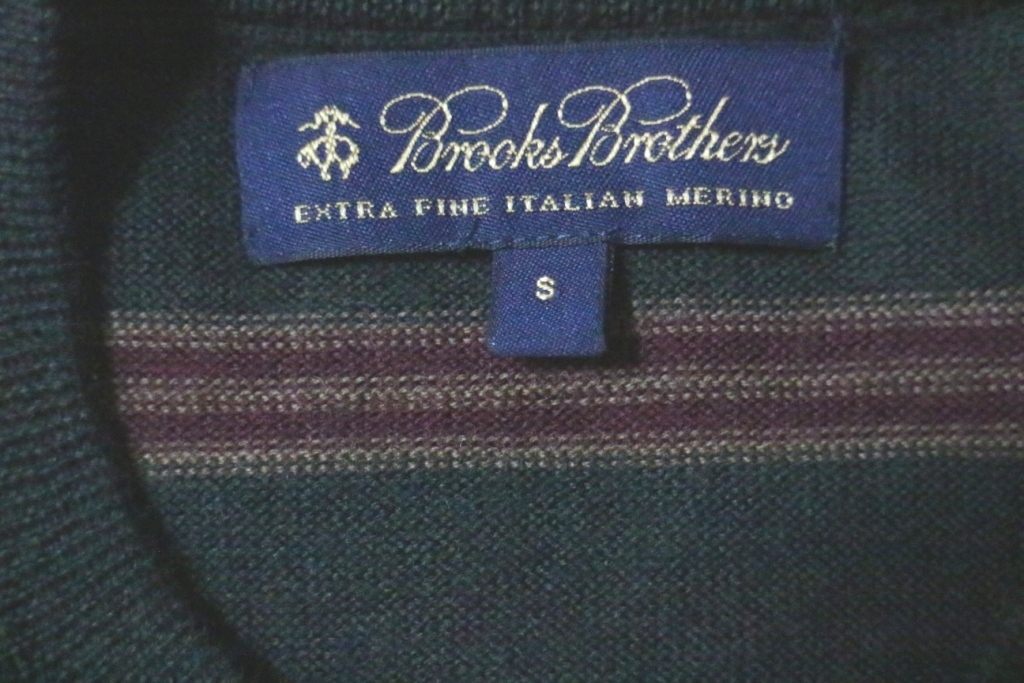 Brooks Brothers
EXTRA FINE ITALIAN MERINO
S